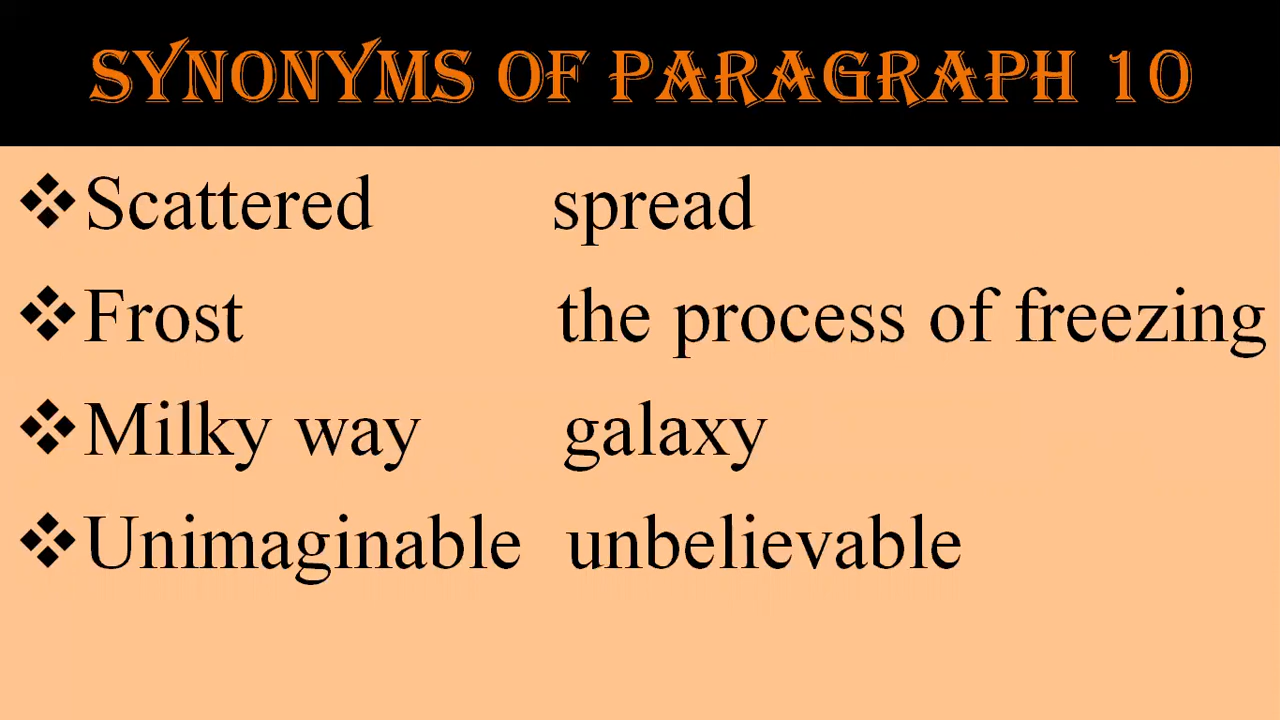 SYNONYMS OF PARAGRAPH 10
❖Scattered spread
❖Frost the process of freezing
❖Milky way galaxy
❖Unimaginable unbelievable